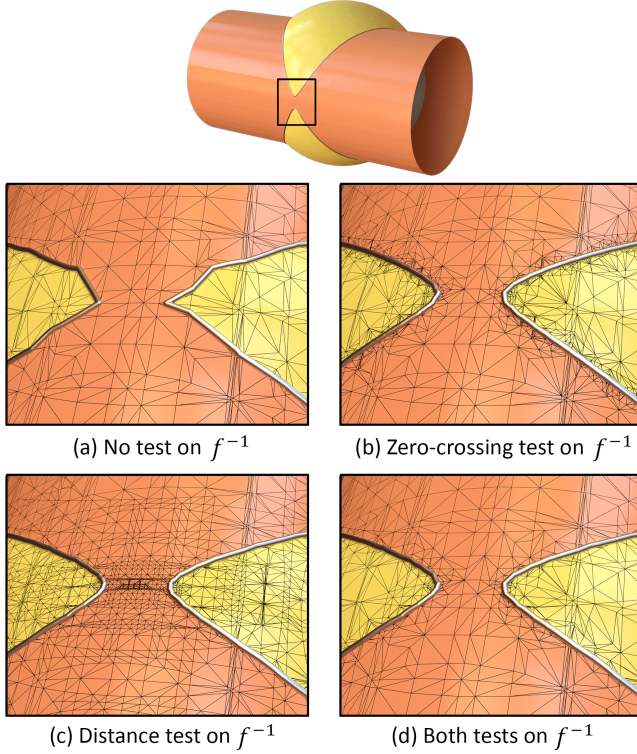 (a) No test on f⁻¹
(b) Zero-crossing test on f⁻¹
(c) Distance test on f⁻¹
(d) Both tests on f⁻¹